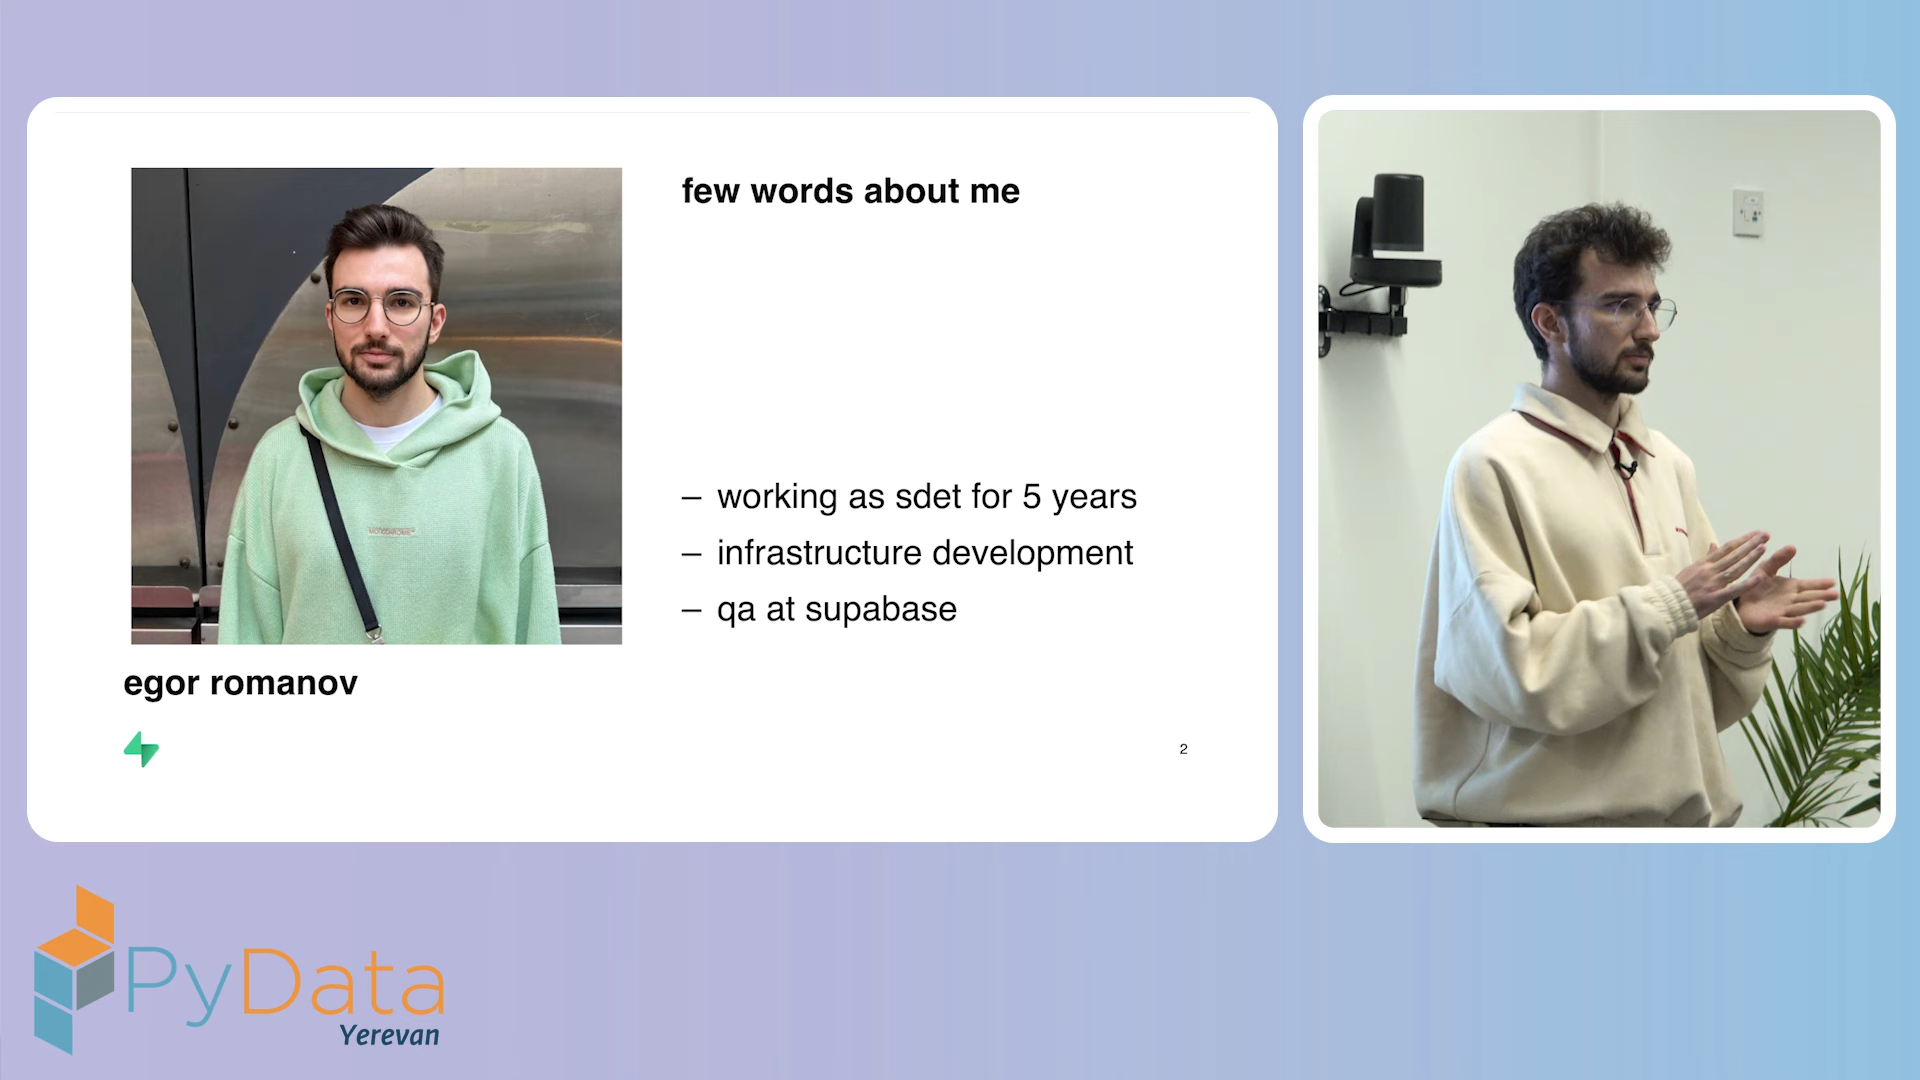 few words about me
– working as sdet for 5 years
– infrastructure development
– qa at supabase
egor romanov
2
PyData
Yerevan